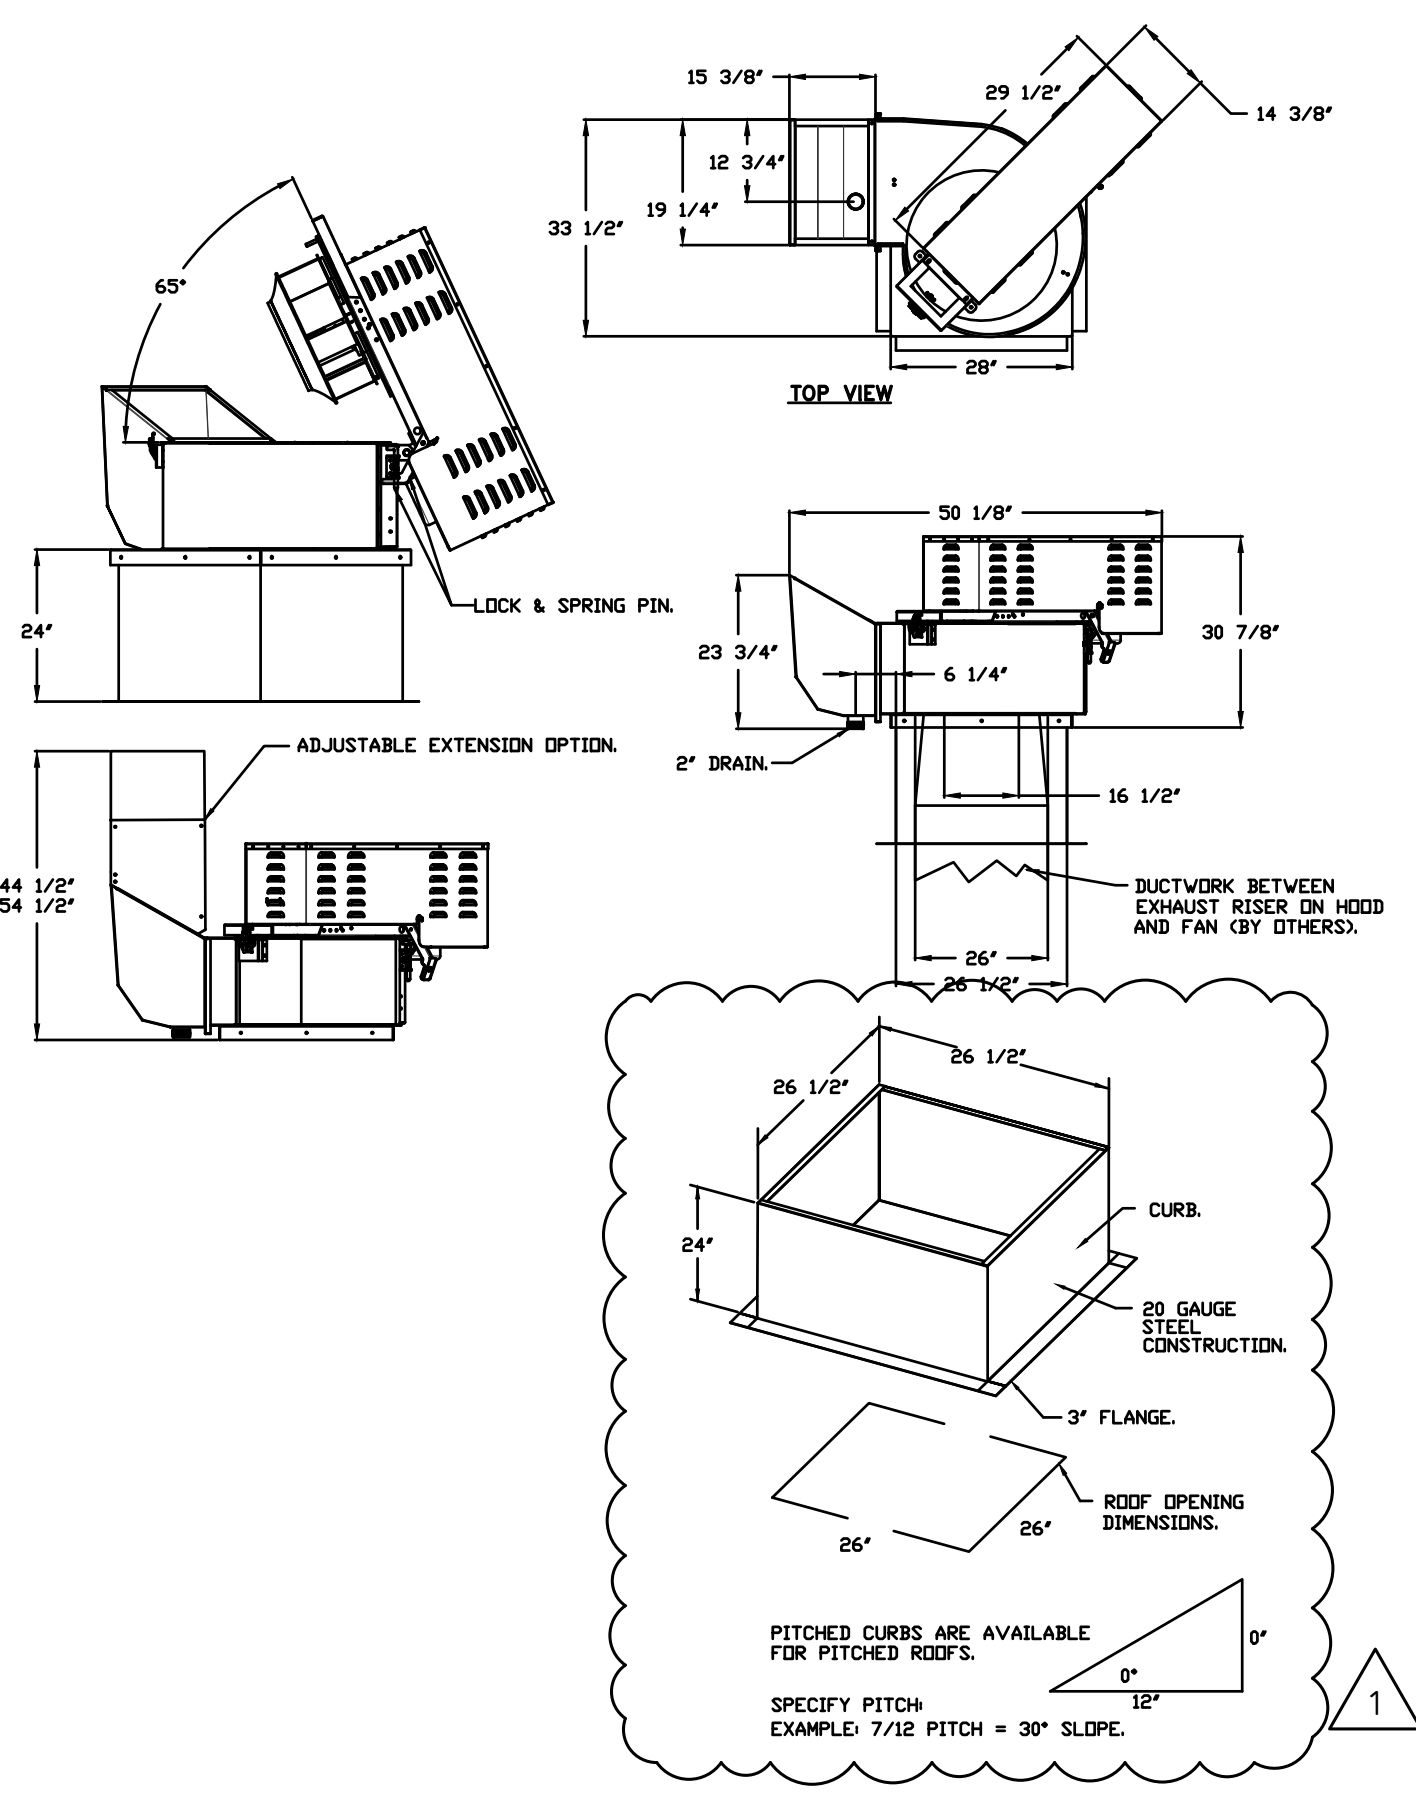 15 3/8″
29 1/2″
14 3/8″
12 3/4″
19 1/4″
33 1/2″
28″
TOP VIEW
65°
LOCK & SPRING PIN.
24″
50 1/8″
23 3/4″
6 1/4″
30 7/8″
2″ DRAIN.
16 1/2″
ADJUSTABLE EXTENSION OPTION.
44 1/2″
54 1/2″
DUCTWORK BETWEEN
EXHAUST RISER ON HOOD
AND FAN (BY OTHERS).
26″
26 1/2″
26 1/2″
26 1/2″
24″
CURB.
20 GAUGE
STEEL
CONSTRUCTION.
3″ FLANGE.
ROOF OPENING
DIMENSIONS.
26″
26″
PITCHED CURBS ARE AVAILABLE
FOR PITCHED ROOFS.
0″
0°
12″
SPECIFY PITCH:
EXAMPLE: 7/12 PITCH = 30° SLOPE.
1